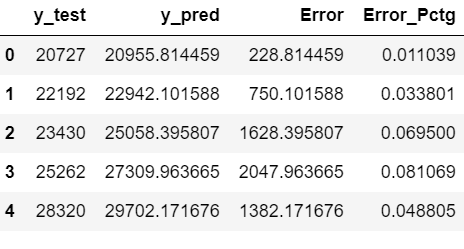 y_test y_pred Error Error_Pctg
0 20727 20955.814459 228.814459 0.011039
1 22192 22942.101588 750.101588 0.033801
2 23430 25058.395807 1628.395807 0.069500
3 25262 27309.963665 2047.963665 0.081069
4 28320 29702.171676 1382.171676 0.048805